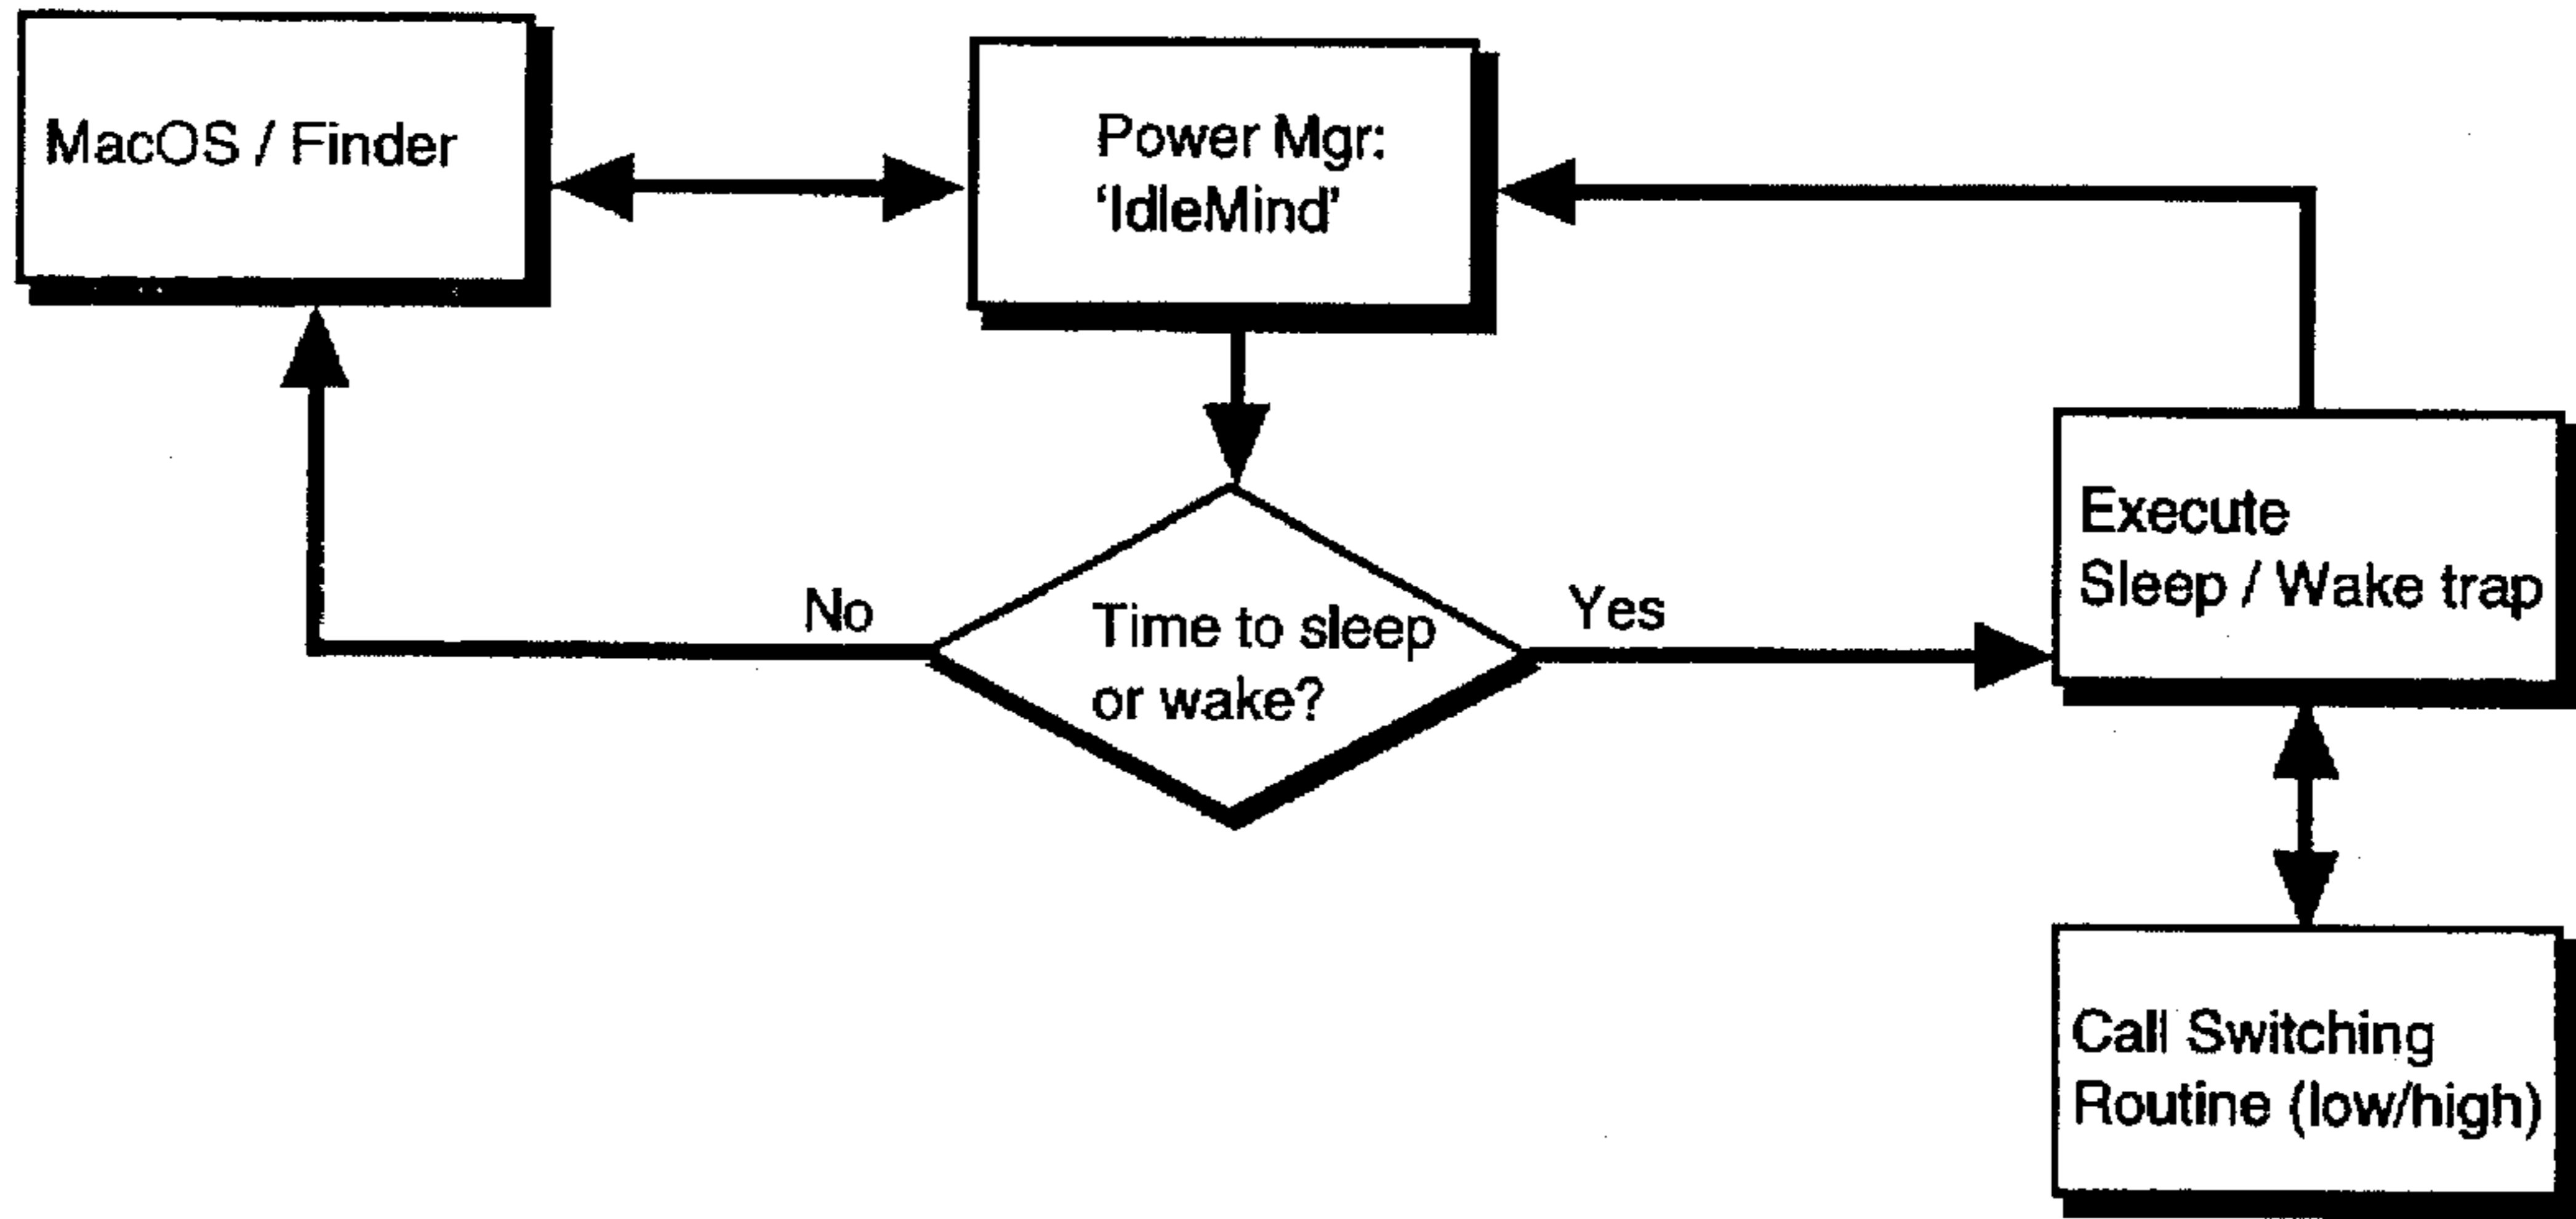 MacOS / Finder
Power Mgr:
‘IdleMind’
No
Time to sleep
or wake?
Yes
Execute
Sleep / Wake trap
Call Switching
Routine (low/high)